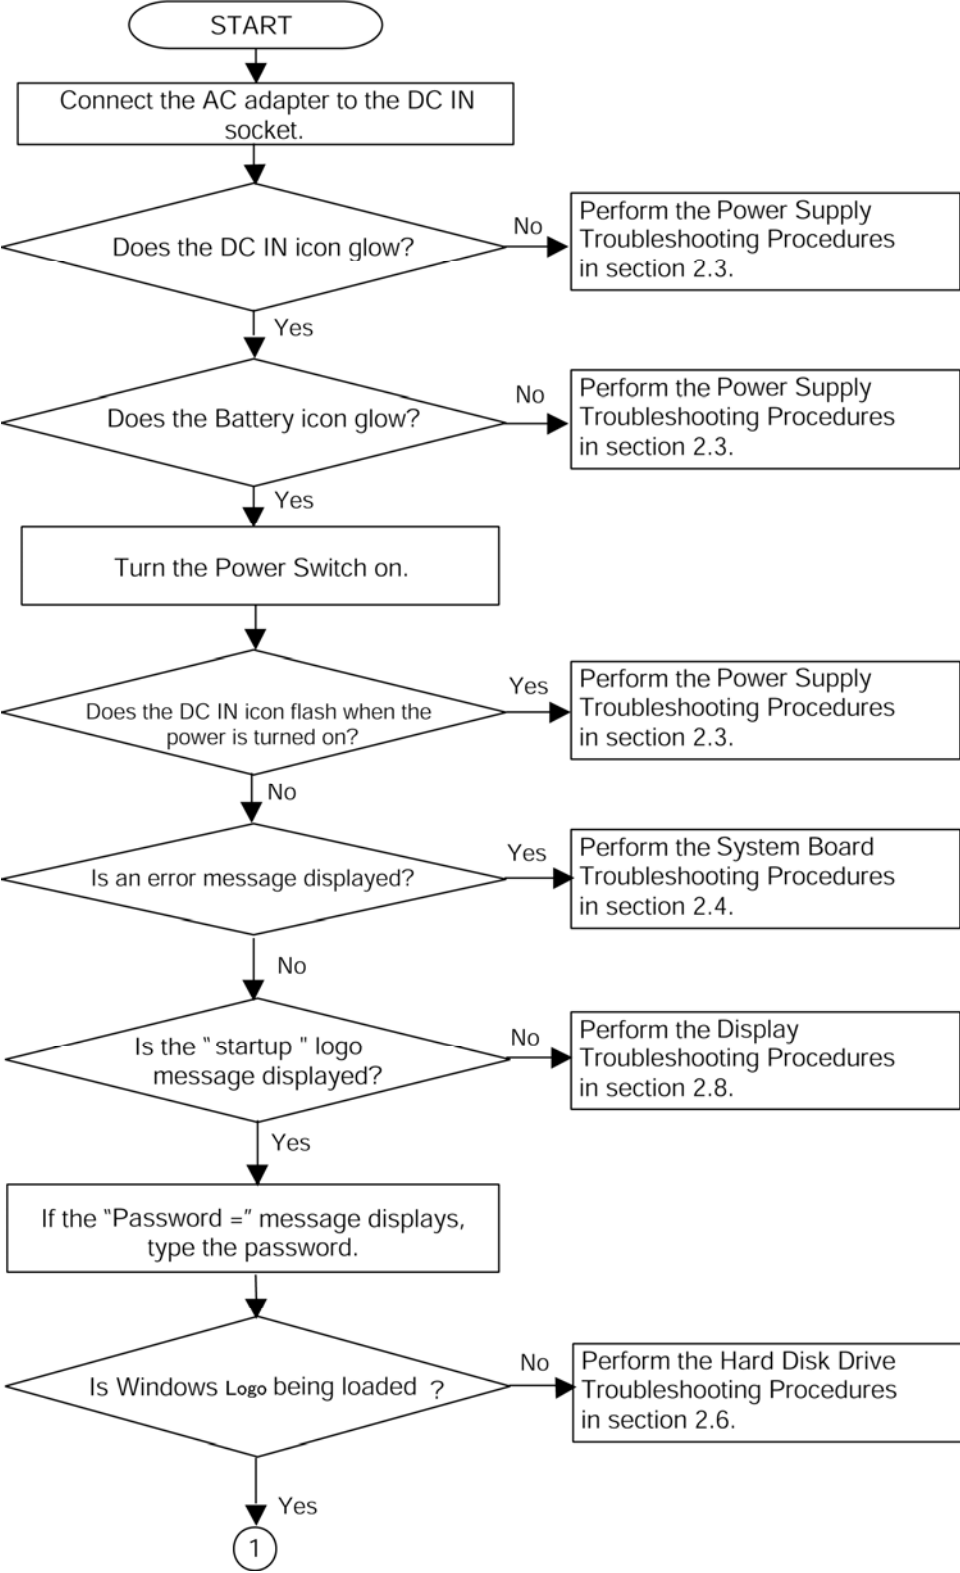 START
Connect the AC adapter to the DC IN
socket.
Does the DC IN icon glow?
No
Perform the Power Supply
Troubleshooting Procedures
in section 2.3.
Yes
Does the Battery icon glow?
No
Perform the Power Supply
Troubleshooting Procedures
in section 2.3.
Yes
Turn the Power Switch on.
Does the DC IN icon flash when the
power is turned on?
Yes
Perform the Power Supply
Troubleshooting Procedures
in section 2.3.
No
Is an error message displayed?
Yes
Perform the System Board
Troubleshooting Procedures
in section 2.4.
No
Is the "startup " logo
message displayed?
No
Perform the Display
Troubleshooting Procedures
in section 2.8.
Yes
If the "Password =" message displays,
type the password.
Is Windows Logo being loaded ?
No
Perform the Hard Disk Drive
Troubleshooting Procedures
in section 2.6.
Yes
1